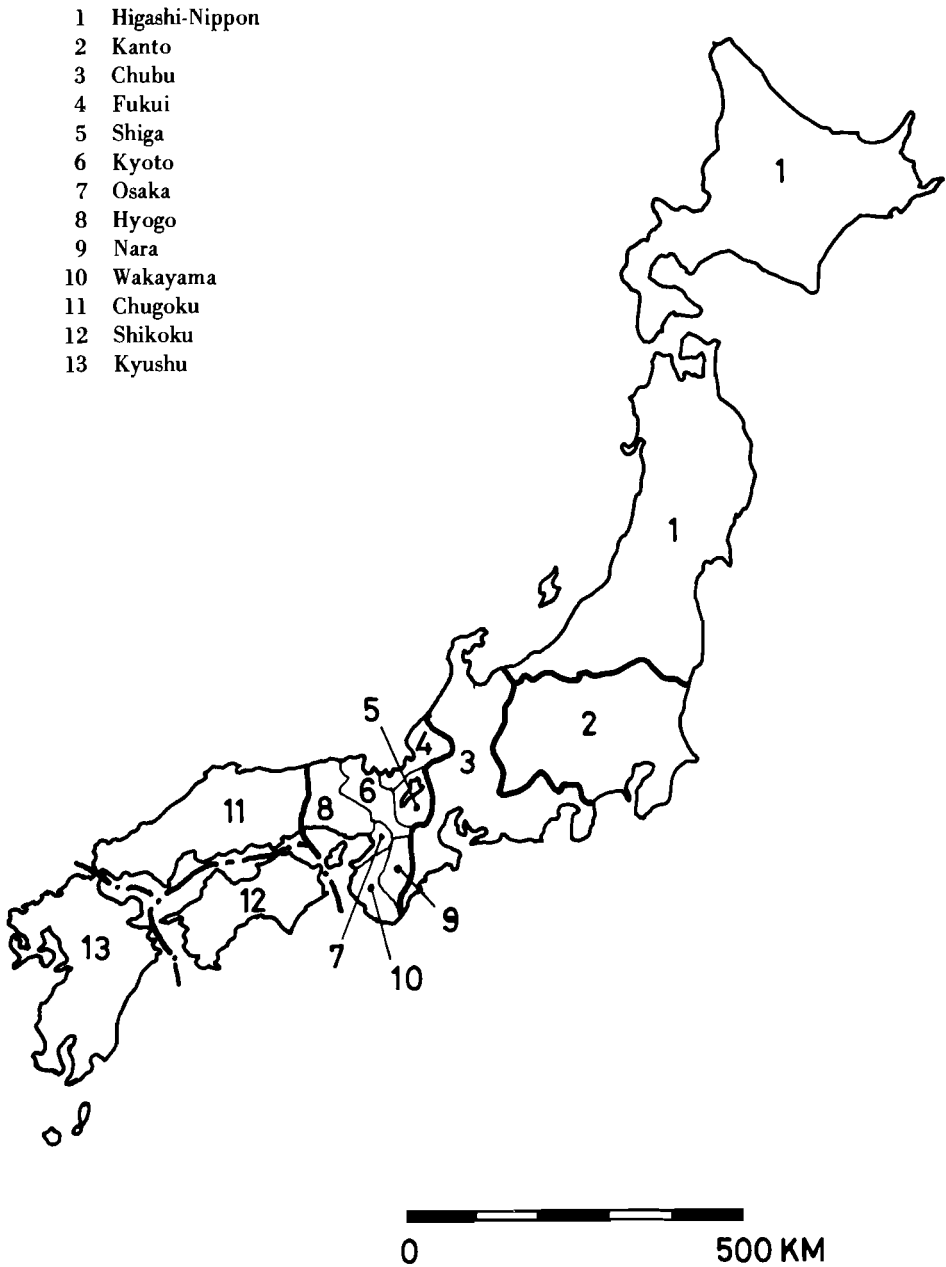 1 Higashi-Nippon
2 Kanto
3 Chubu
4 Fukui
5 Shiga
6 Kyoto
7 Osaka
8 Hyogo
9 Nara
10 Wakayama
11 Chugoku
12 Shikoku
13 Kyushu
1
1
5
4
3
2
6
11
8
12
9
13
7
10
0 500 KM